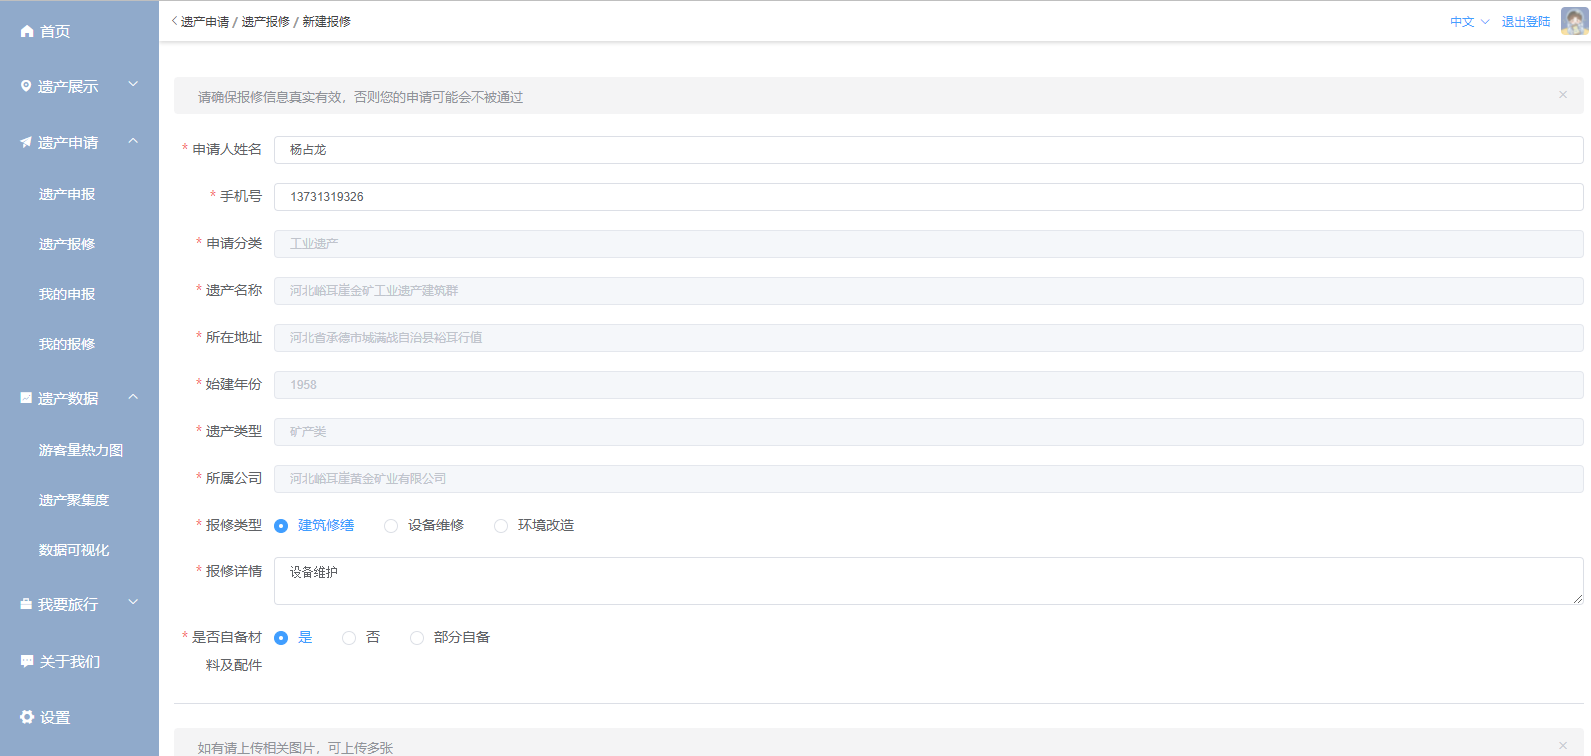 首页
遗产展示
遗产申请
遗产申报
遗产报修
我的申报
我的报修
遗产数据
游客量热力图
遗产聚集度
数据可视化
我要旅行
关于我们
设置
遗产申请 / 遗产报修 / 新建报修
中文
退出登陆
请确保报修信息真实有效，否则您的申请可能会不被通过
* 申请人姓名 杨占龙
* 手机号 13731319326
* 申请分类 工业遗产
* 遗产名称 河北峪耳崖金矿工业遗产建筑群
* 所在地址 河北省承德市城满战自治县裕耳行值
* 始建年份 1958
* 遗产类型 矿产类
* 所属公司 河北峪耳崖黄金矿业有限公司
* 报修类型 建筑修缮 设备维修 环境改造
* 报修详情 设备维护
* 是否自备材 是 否 部分自备
料及配件
如有请上传相关图片，可上传多张